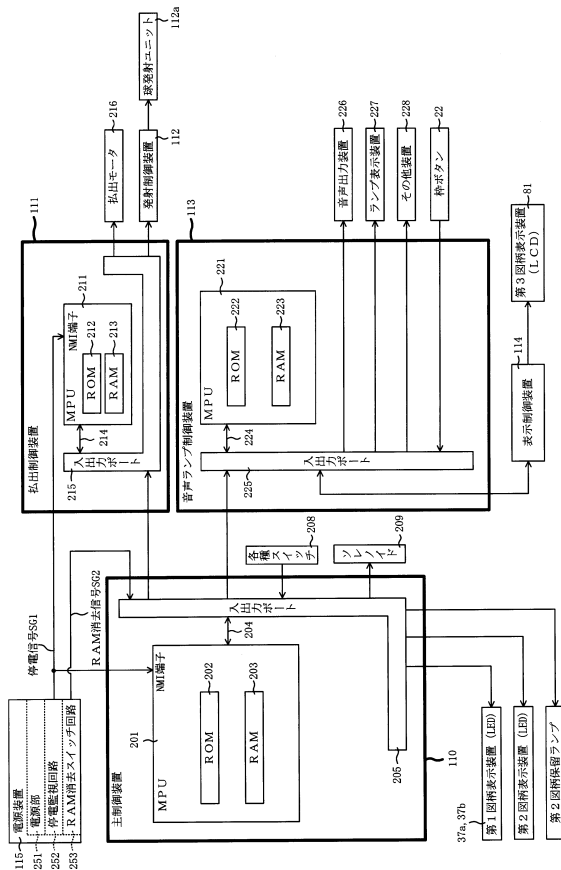 115
電源装置
251
電源部
252
停電監視回路
253
RAM消去スイッチ回路
停電信号SG1
RAM消去信号SG2
主制御装置
110
201
MPU
NMI端子
ROM
202
RAM
203
204
入出力ポート
205
各種スイッチ
208
ソレノイド
209
37a, 37b
第1図柄表示装置(LED)
第2図柄表示装置(LED)
第2図柄保留ランプ
払出制御装置
111
MPU
NMI端子
211
ROM
212
RAM
213
214
215
入出力ポート
払出モータ
216
発射制御装置
112
球発射ユニット
112a
音声ランプ制御装置
113
MPU
221
ROM
222
RAM
223
224
225
入出力ポート
音声出力装置
226
ランプ表示装置
227
その他装置
228
枠ボタン
22
表示制御装置
114
第3図柄表示装置
(LCD)
81